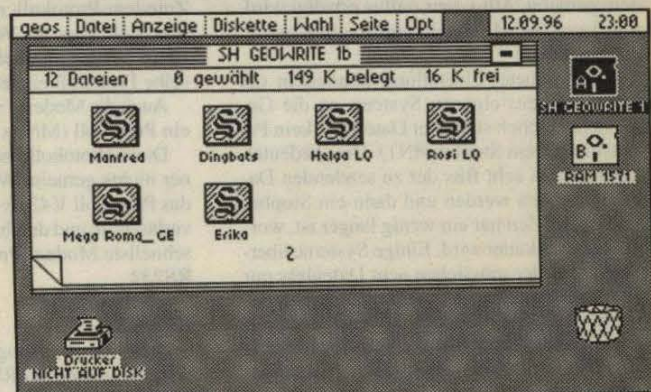 geos Datei Anzeige Diskette Wahl Seite Opt 12.09.96 23:00
SH GEOWRITE 1b
12 Dateien 0 gewählt 149 K belegt 16 K frei
Manfred Dingbats Helga LQ Rosi LQ
Mega Roma_GE Erika
2
A
SH GEOWRITE 1
B
RAM 1571
Drucker
NICHT AUF DISK